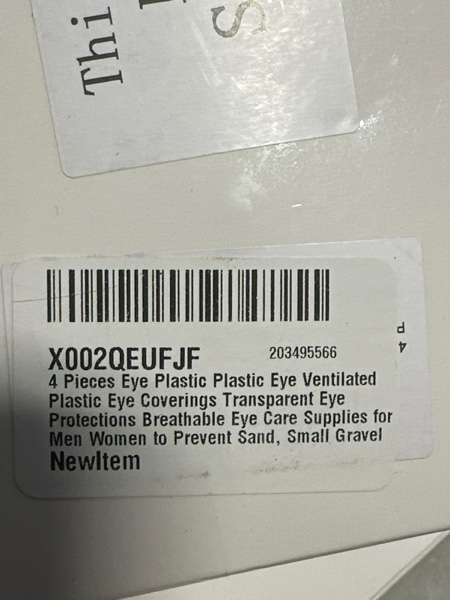 Thi
S
X002QEUFJF 203495566
4 Pieces Eye Plastic Plastic Eye Ventilated
Plastic Eye Coverings Transparent Eye
Protections Breathable Eye Care Supplies for
Men Women to Prevent Sand, Small Gravel
NewItem
P 4